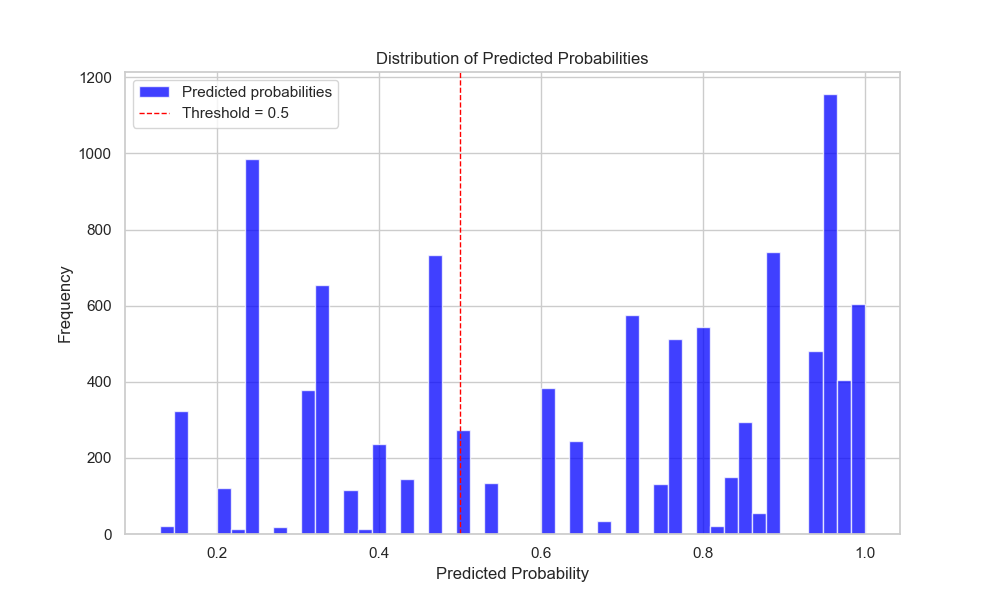 Distribution of Predicted Probabilities
1200
1000
800
600
400
200
0
Frequency
Predicted probabilities
Threshold = 0.5
0.2 0.4 0.6 0.8 1.0
Predicted Probability